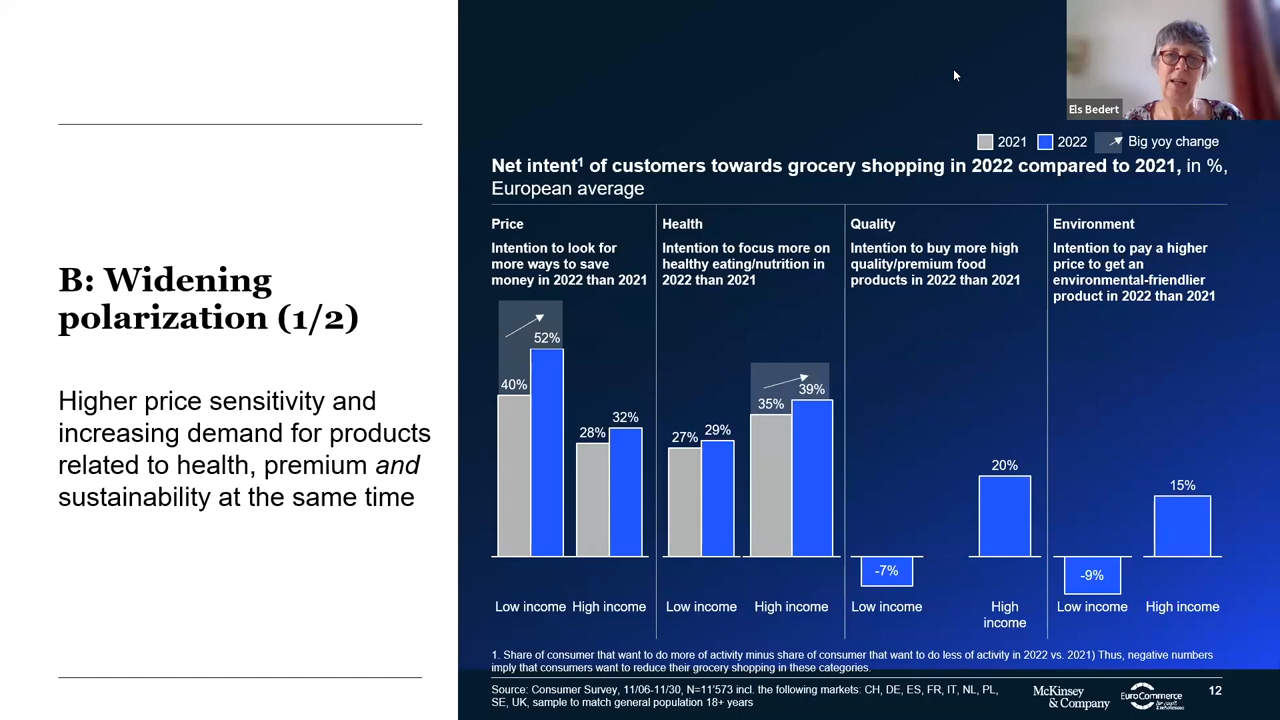 B: Widening
polarization (1/2)
Higher price sensitivity and
increasing demand for products
related to health, premium and
sustainability at the same time
Els Bedert
2021 2022 Big yoy change
Net intent¹ of customers towards grocery shopping in 2022 compared to 2021, in %,
European average
Price
Intention to look for
more ways to save
money in 2022 than 2021
40%
52%
28%
32%
Low income High income
Health
Intention to focus more on
healthy eating/nutrition in
2022 than 2021
27%
29%
35%
39%
Low income High income
Quality
Intention to buy more high
quality/premium food
products in 2022 than 2021
-7%
20%
Low income
High
income
Environment
Intention to pay a higher
price to get an
environmental-friendlier
product in 2022 than 2021
-9%
15%
Low income High income
1. Share of consumer that want to do more of activity minus share of consumer that want to do less of activity in 2022 vs. 2021) Thus, negative numbers
imply that consumers want to reduce their grocery shopping in these categories.
Source: Consumer Survey, 11/06-11/30, N=11'573 incl. the following markets: CH, DE, ES, FR, IT, NL, PL,
SE, UK, sample to match general population 18+ years
McKinsey
& Company
EuroCommerce
for retail & wholesale
12